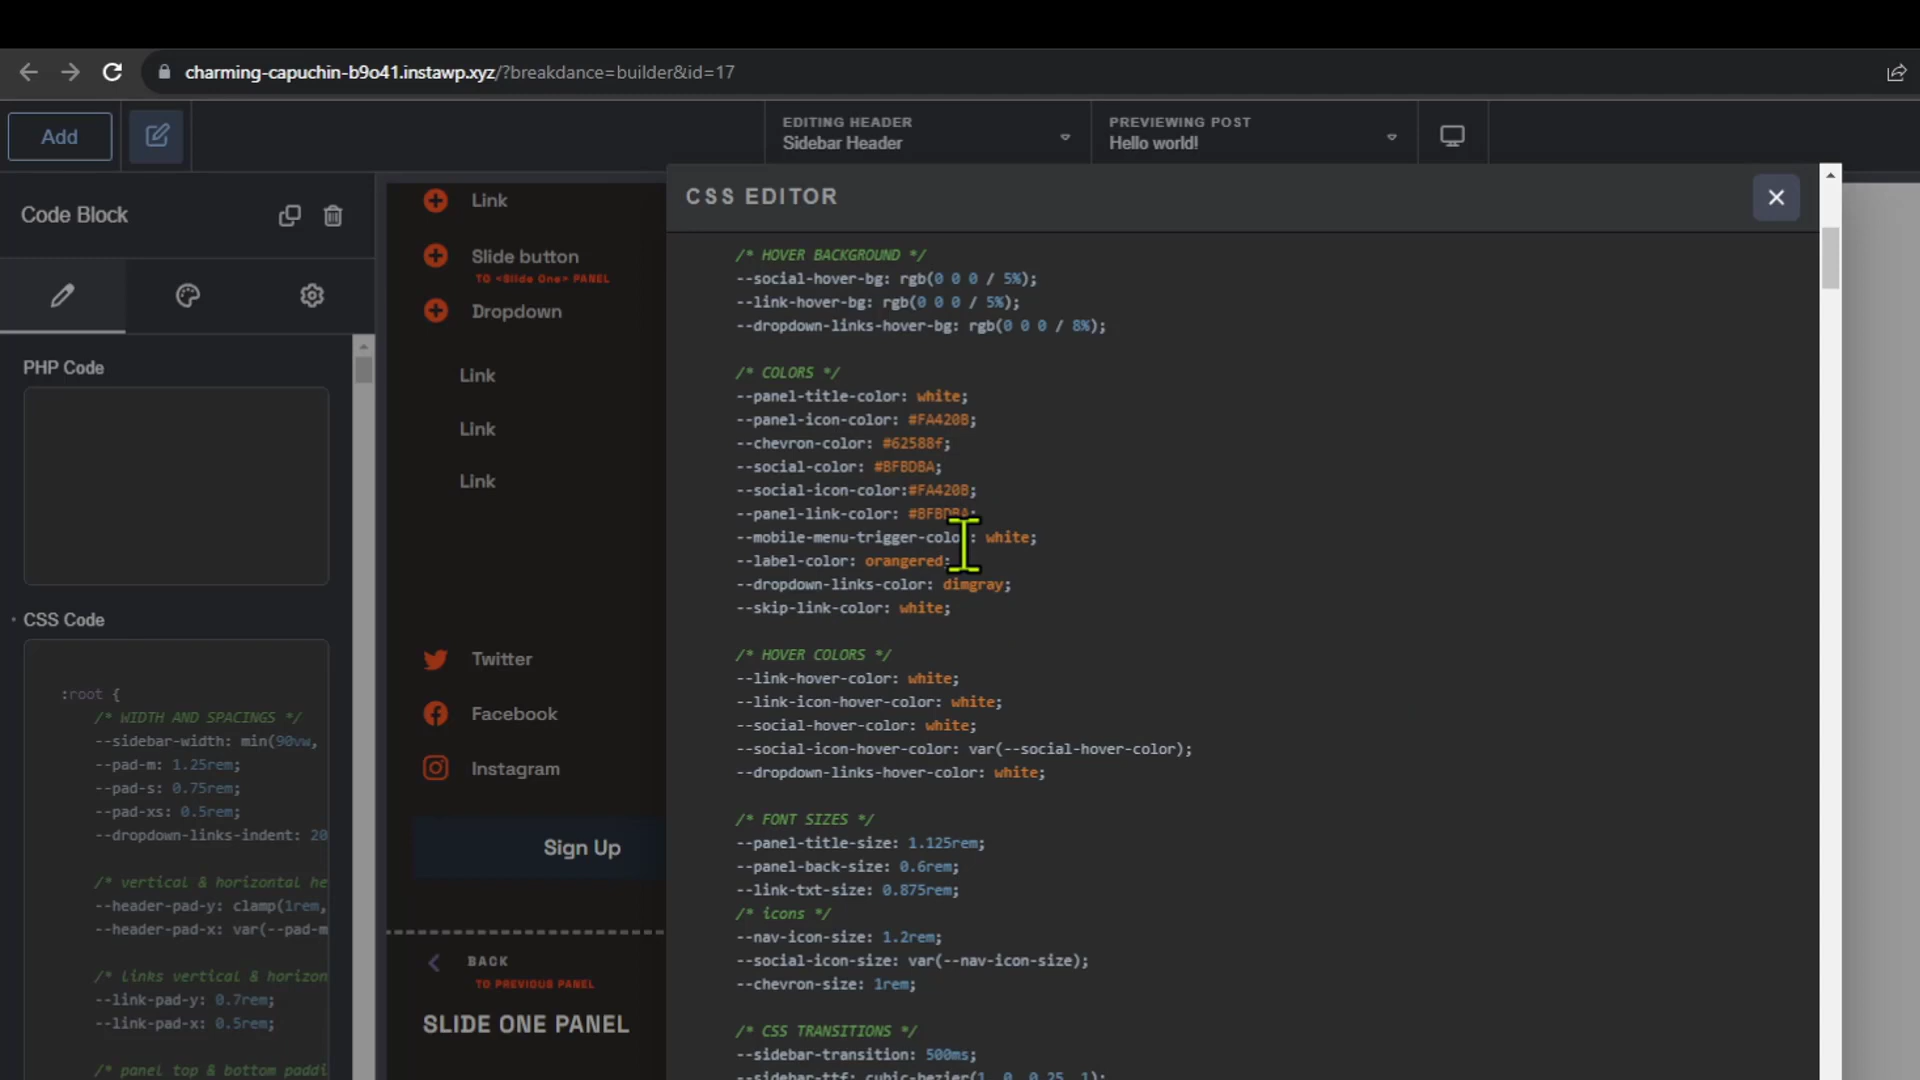 charming-capuchin-b9o41.instawp.xyz/?breakdance=builder&id=17
Add
EDITING HEADER
Sidebar Header
PREVIEWING POST
Hello world!
Code Block
PHP Code
CSS Code
:root {
/* WIDTH AND SPACINGS */
--sidebar-width: min(90vw,
--pad-m: 1.25rem;
--pad-s: 0.75rem;
--pad-xs: 0.5rem;
--dropdown-links-indent: 20
/* vertical & horizontal he
--header-pad-y: clamp(1rem,
--header-pad-x: var(--pad-m
/* links vertical & horizon
--link-pad-y: 0.7rem;
--link-pad-x: 0.5rem;
/* panel top & bottom paddi
Link
Slide button
TO <Slide One> PANEL
Dropdown
Link
Link
Link
Twitter
Facebook
Instagram
Sign Up
BACK
TO PREVIOUS PANEL
SLIDE ONE PANEL
CSS EDITOR
/* HOVER BACKGROUND */
--social-hover-bg: rgb(0 0 0 / 5%);
--link-hover-bg: rgb(0 0 0 / 5%);
--dropdown-links-hover-bg: rgb(0 0 0 / 8%);
/* COLORS */
--panel-title-color: white;
--panel-icon-color: #FA420B;
--chevron-color: #62588f;
--social-color: #BFBDBA;
--social-icon-color:#FA420B;
--panel-link-color: #BFBDBA;
--mobile-menu-trigger-color: white;
--label-color: orangered;
--dropdown-links-color: dimgray;
--skip-link-color: white;
/* HOVER COLORS */
--link-hover-color: white;
--link-icon-hover-color: white;
--social-hover-color: white;
--social-icon-hover-color: var(--social-hover-color);
--dropdown-links-hover-color: white;
/* FONT SIZES */
--panel-title-size: 1.125rem;
--panel-back-size: 0.6rem;
--link-txt-size: 0.875rem;
/* icons */
--nav-icon-size: 1.2rem;
--social-icon-size: var(--nav-icon-size);
--chevron-size: 1rem;
/* CSS TRANSITIONS */
--sidebar-transition: 500ms;
--sidebar-ttf: cubic-bezier(1, 0, 0.25, 1);